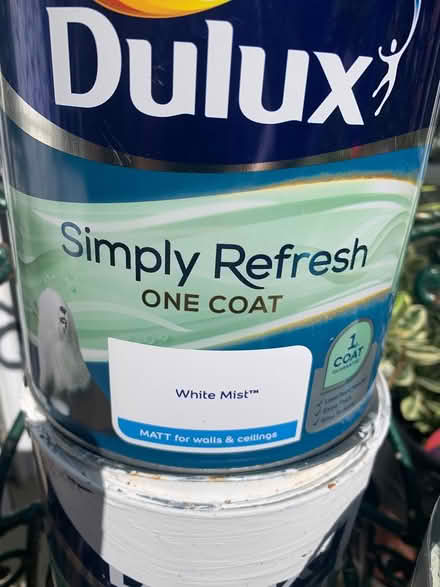 Dulux
Simply Refresh
ONE COAT
1
COAT
White Mist™
MATT for walls & ceilings